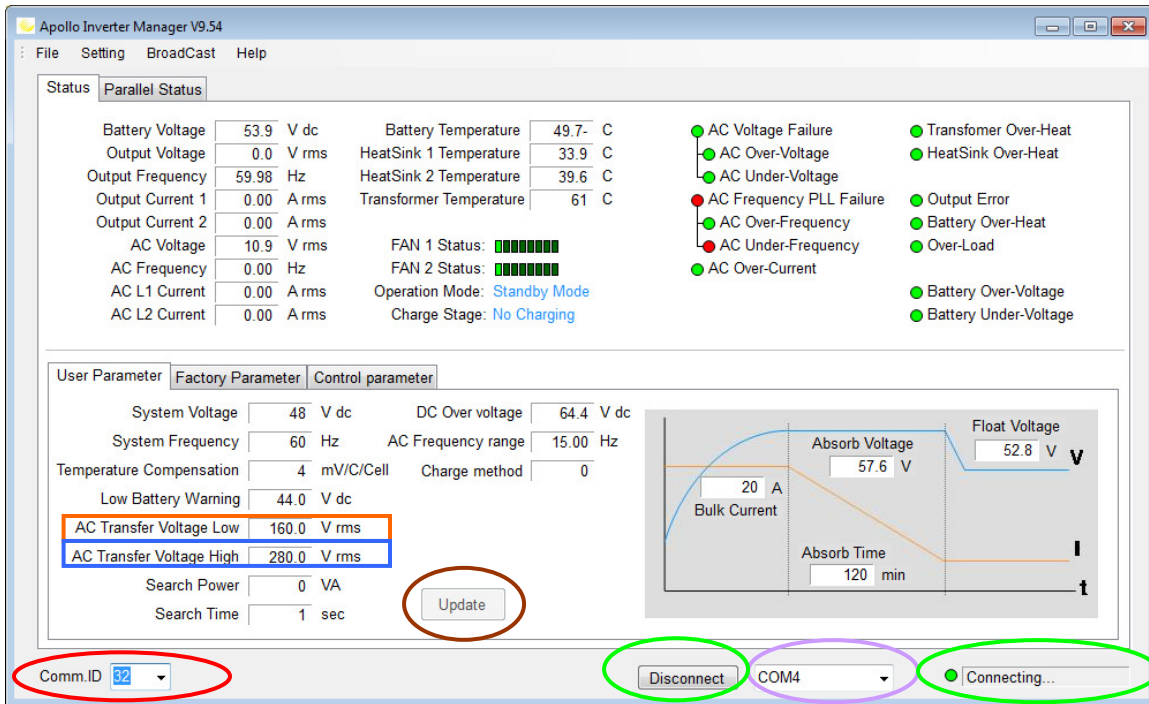 Apollo Inverter Manager V9.54
File Setting BroadCast Help
Status Parallel Status
Battery Voltage 53.9 V dc Battery Temperature 49.7- C AC Voltage Failure Transfomer Over-Heat
Output Voltage 0.0 V rms HeatSink 1 Temperature 33.9 C AC Over-Voltage HeatSink Over-Heat
Output Frequency 59.98 Hz HeatSink 2 Temperature 39.6 C AC Under-Voltage
Output Current 1 0.00 A rms Transformer Temperature 61 C AC Frequency PLL Failure Output Error
Output Current 2 0.00 A rms AC Over-Frequency Battery Over-Heat
AC Voltage 10.9 V rms FAN 1 Status: AC Under-Frequency Over-Load
AC Frequency 0.00 Hz FAN 2 Status: AC Over-Current
AC L1 Current 0.00 A rms Operation Mode: Standby Mode Battery Over-Voltage
AC L2 Current 0.00 A rms Charge Stage: No Charging Battery Under-Voltage
User Parameter Factory Parameter Control parameter
System Voltage 48 V dc DC Over voltage 64.4 V dc
System Frequency 60 Hz AC Frequency range 15.00 Hz
Temperature Compensation 4 mV/C/Cell Charge method 0
Low Battery Warning 44.0 V dc
AC Transfer Voltage Low 160.0 V rms
AC Transfer Voltage High 280.0 V rms
Search Power 0 VA
Search Time 1 sec
Update
Float Voltage
52.8 V
V
Absorb Voltage
57.6 V
20 A
Bulk Current
Absorb Time
120 min
I
t
Comm.ID 32 Disconnect COM4 Connecting...